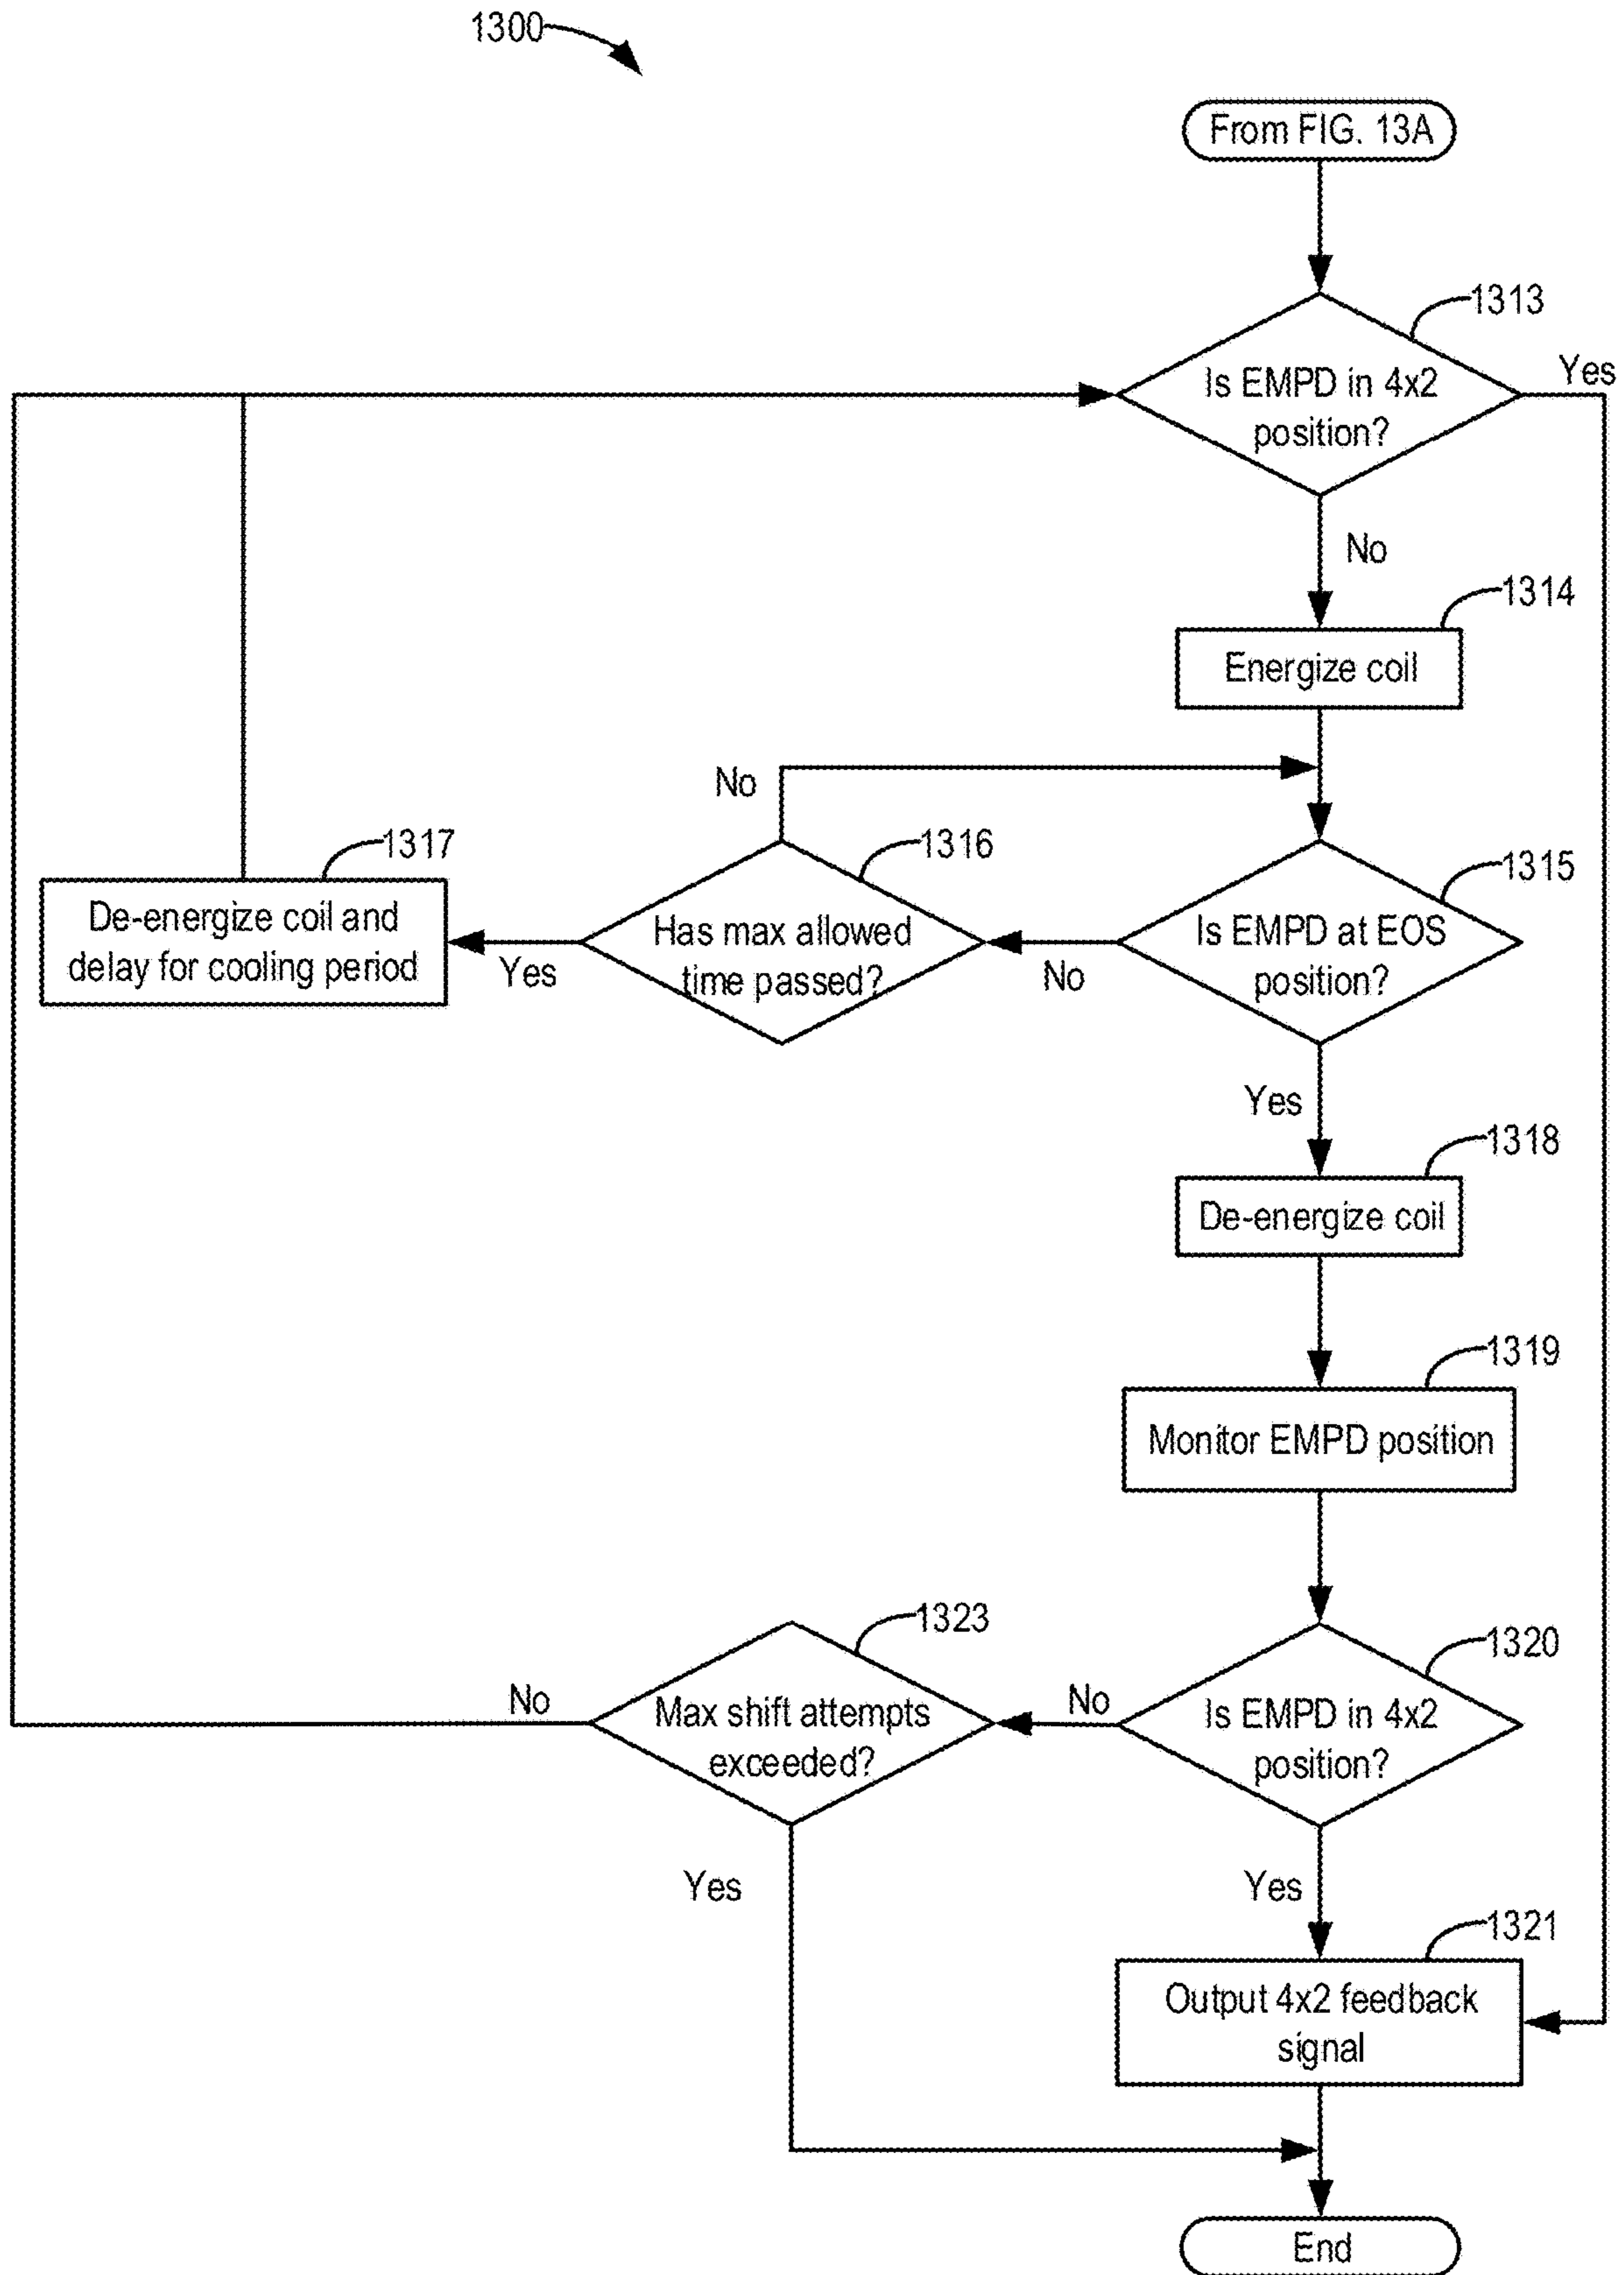 1300
From FIG. 13A
1313
Is EMPD in 4x2
position?
Yes
No
1314
Energize coil
No
1317
De-energize coil and
delay for cooling period
Yes
1316
Has max allowed
time passed?
No
1315
Is EMPD at EOS
position?
Yes
1318
De-energize coil
1319
Monitor EMPD position
1323
Max shift attempts
exceeded?
No
No
1320
Is EMPD in 4x2
position?
Yes
Yes
1321
Output 4x2 feedback
signal
End